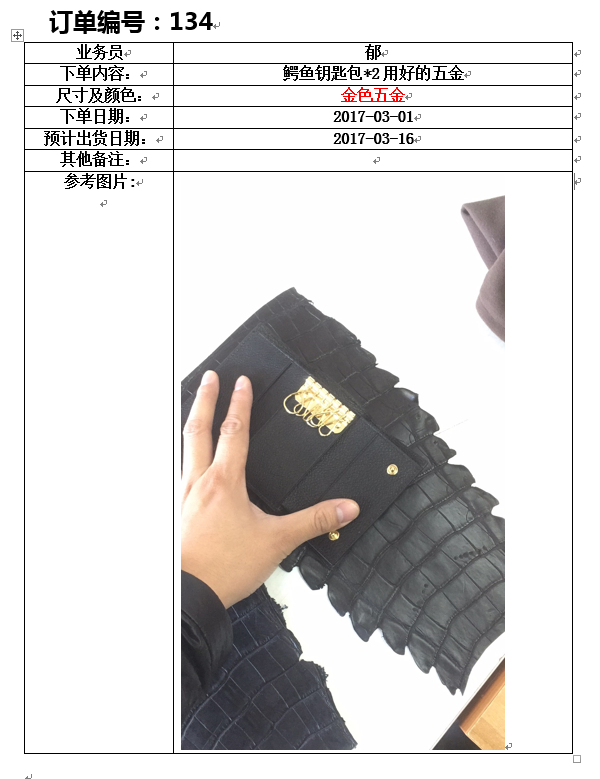 订单编号：134
业务员 郁
下单内容： 鳄鱼钥匙包*2用好的五金
尺寸及颜色： 金色五金
下单日期： 2017-03-01
预计出货日期： 2017-03-16
其他备注：
参考图片: